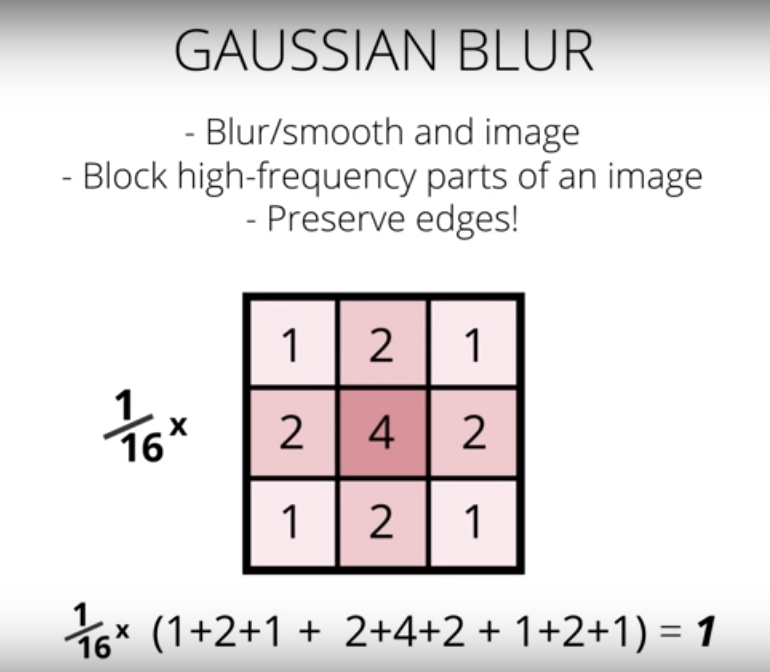 GAUSSIAN BLUR
- Blur/smooth and image
- Block high-frequency parts of an image
- Preserve edges!
1 2 1
1/16 x 2 4 2
1 2 1
1/16 x (1+2+1 + 2+4+2 + 1+2+1) = 1